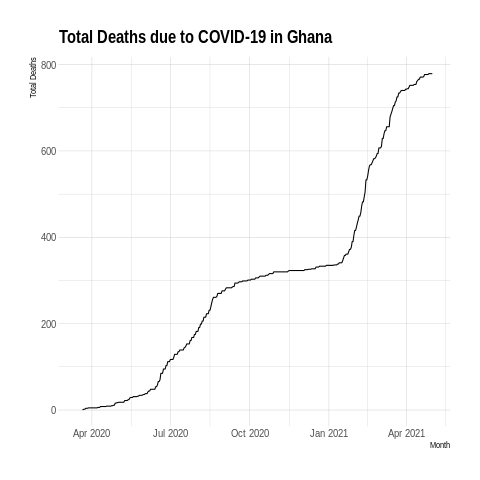 Total Deaths due to COVID-19 in Ghana
Total Deaths
800
600
400
200
0
Apr 2020 Jul 2020 Oct 2020 Jan 2021 Apr 2021
Month